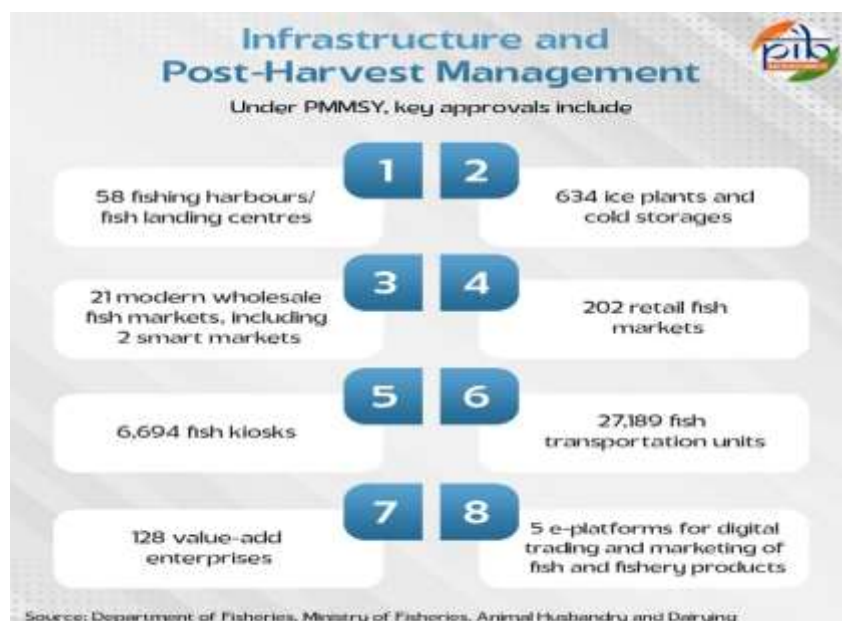 Infrastructure and
Post-Harvest Management
pib
Under PMMSY, key approvals include
1
58 fishing harbours/
fish landing centres
2
634 ice plants and
cold storages
3
21 modern wholesale
fish markets, including
2 smart markets
4
202 retail fish
markets
5
6,694 fish kiosks
6
27,189 fish
transportation units
7
128 value-add
enterprises
8
5 e-platforms for digital
trading and marketing of
fish and fishery products
Source: Department of Fisheries, Ministry of Fisheries, Animal Husbandry and Dairying